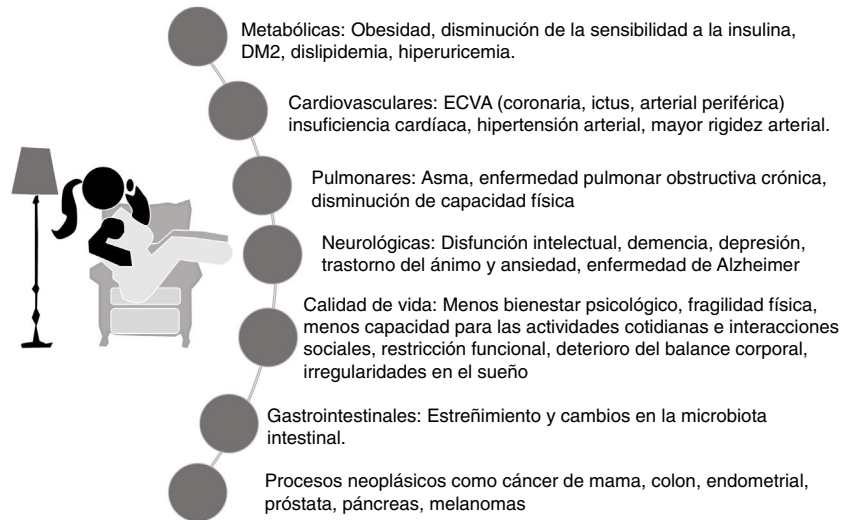 Metabólicas: Obesidad, disminución de la sensibilidad a la insulina,
DM2, dislipidemia, hiperuricemia.
Cardiovasculares: ECVA (coronaria, ictus, arterial periférica)
insuficiencia cardíaca, hipertensión arterial, mayor rigidez arterial.
Pulmonares: Asma, enfermedad pulmonar obstructiva crónica,
disminución de capacidad física
Neurológicas: Disfunción intelectual, demencia, depresión,
trastorno del ánimo y ansiedad, enfermedad de Alzheimer
Calidad de vida: Menos bienestar psicológico, fragilidad física,
menos capacidad para las actividades cotidianas e interacciones
sociales, restricción funcional, deterioro del balance corporal,
irregularidades en el sueño
Gastrointestinales: Estreñimiento y cambios en la microbiota
intestinal.
Procesos neoplásicos como cáncer de mama, colon, endometrial,
próstata, páncreas, melanomas